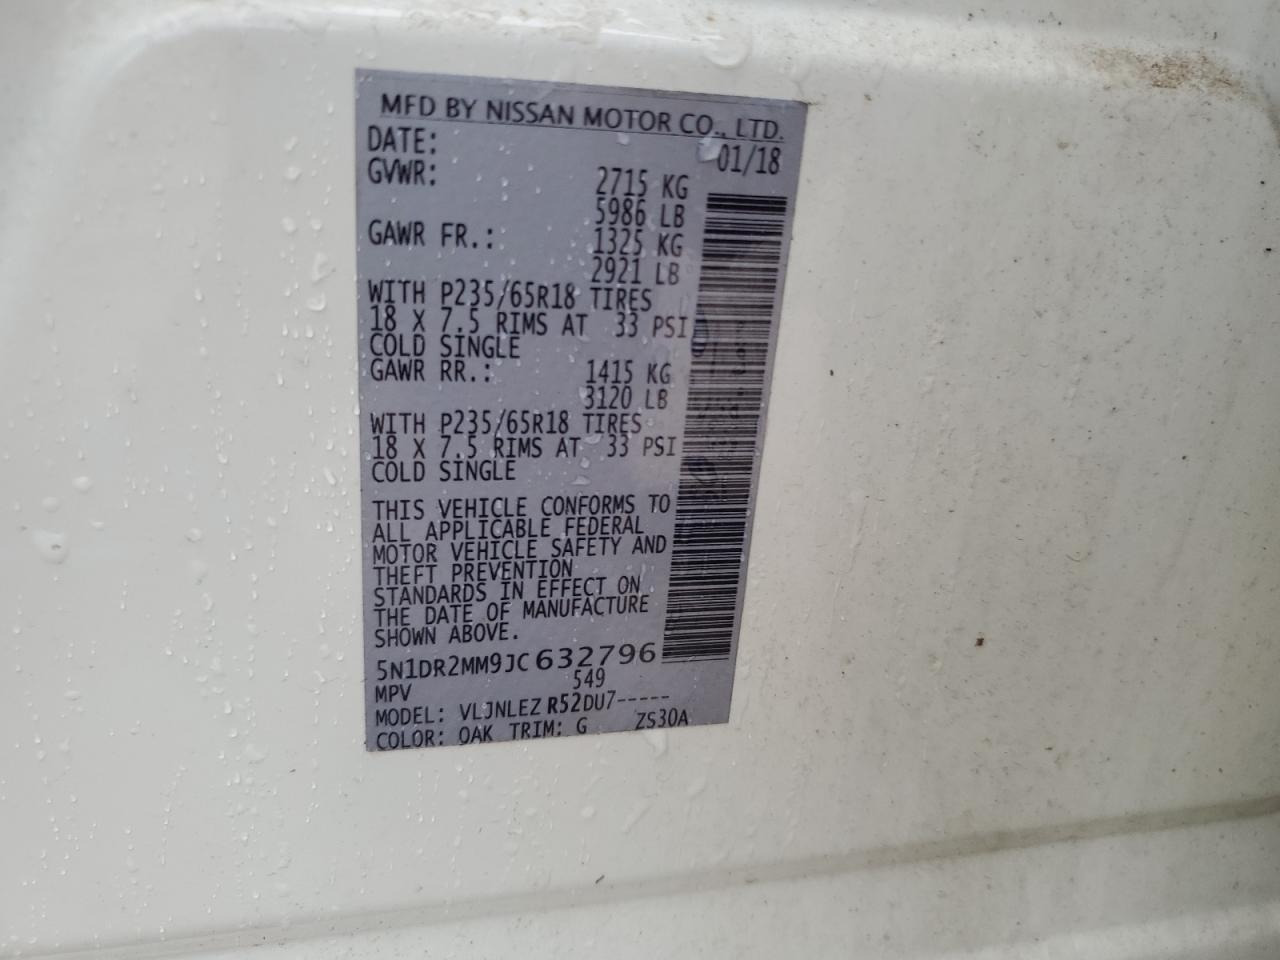 MFD BY NISSAN MOTOR CO., LTD.
DATE: 01/18
GVWR: 2715 KG
5986 LB
GAWR FR.: 1325 KG
2921 LB
WITH P235/65R18 TIRES
18 X 7.5 RIMS AT 33 PSI
COLD SINGLE
GAWR RR.: 1415 KG
3120 LB
WITH P235/65R18 TIRES
18 X 7.5 RIMS AT 33 PSI
COLD SINGLE
THIS VEHICLE CONFORMS TO
ALL APPLICABLE FEDERAL
MOTOR VEHICLE SAFETY AND
THEFT PREVENTION
STANDARDS IN EFFECT ON
THE DATE OF MANUFACTURE
SHOWN ABOVE.
5N1DR2MM9JC632796
MPV 549
MODEL: VLJNLEZ R52DU7-----
COLOR: QAK TRIM: G ZS30A